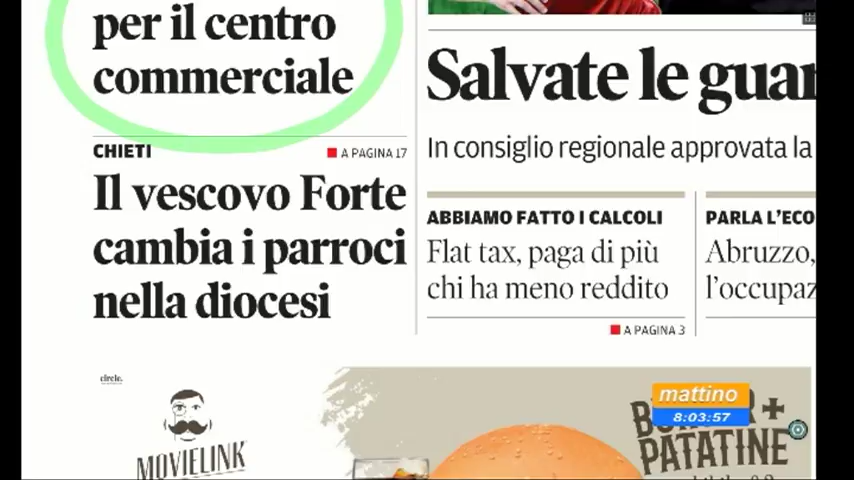 per il centro
commerciale
CHIETI
A PAGINA 17
Il vescovo Forte
cambia i parroci
nella diocesi
Salvate le guar
In consiglio regionale approvata la
ABBIAMO FATTO I CALCOLI
Flat tax, paga di più
chi ha meno reddito
A PAGINA 3
PARLA L'ECO
Abruzzo,
l'occupaz
circle.
MOVIELINK
mattino
8:03:57
PATATINE